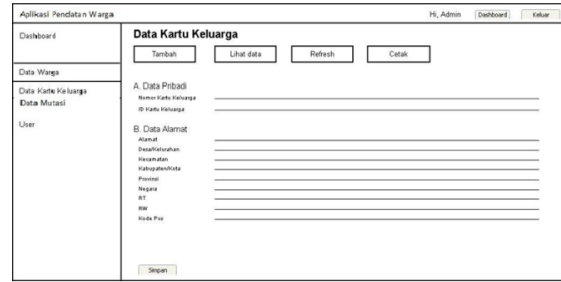 Aplikasi Pendatan Warga
Hi, Admin Dashboard Keluar
Dashboard
Data Warga
Data Kartu Keluarga
Data Mutasi
User
Data Kartu Keluarga
Tambah Lihat data Refresh Cetak
A. Data Pribadi
Nomor Kartu Keluarga
ID Kartu Keluarga
B. Data Alamat
Alamat
Desa/Kelurahan
Kecamatan
Kabupaten/Kota
Provinsi
Negara
RT
RW
Kode Pos
Simpan